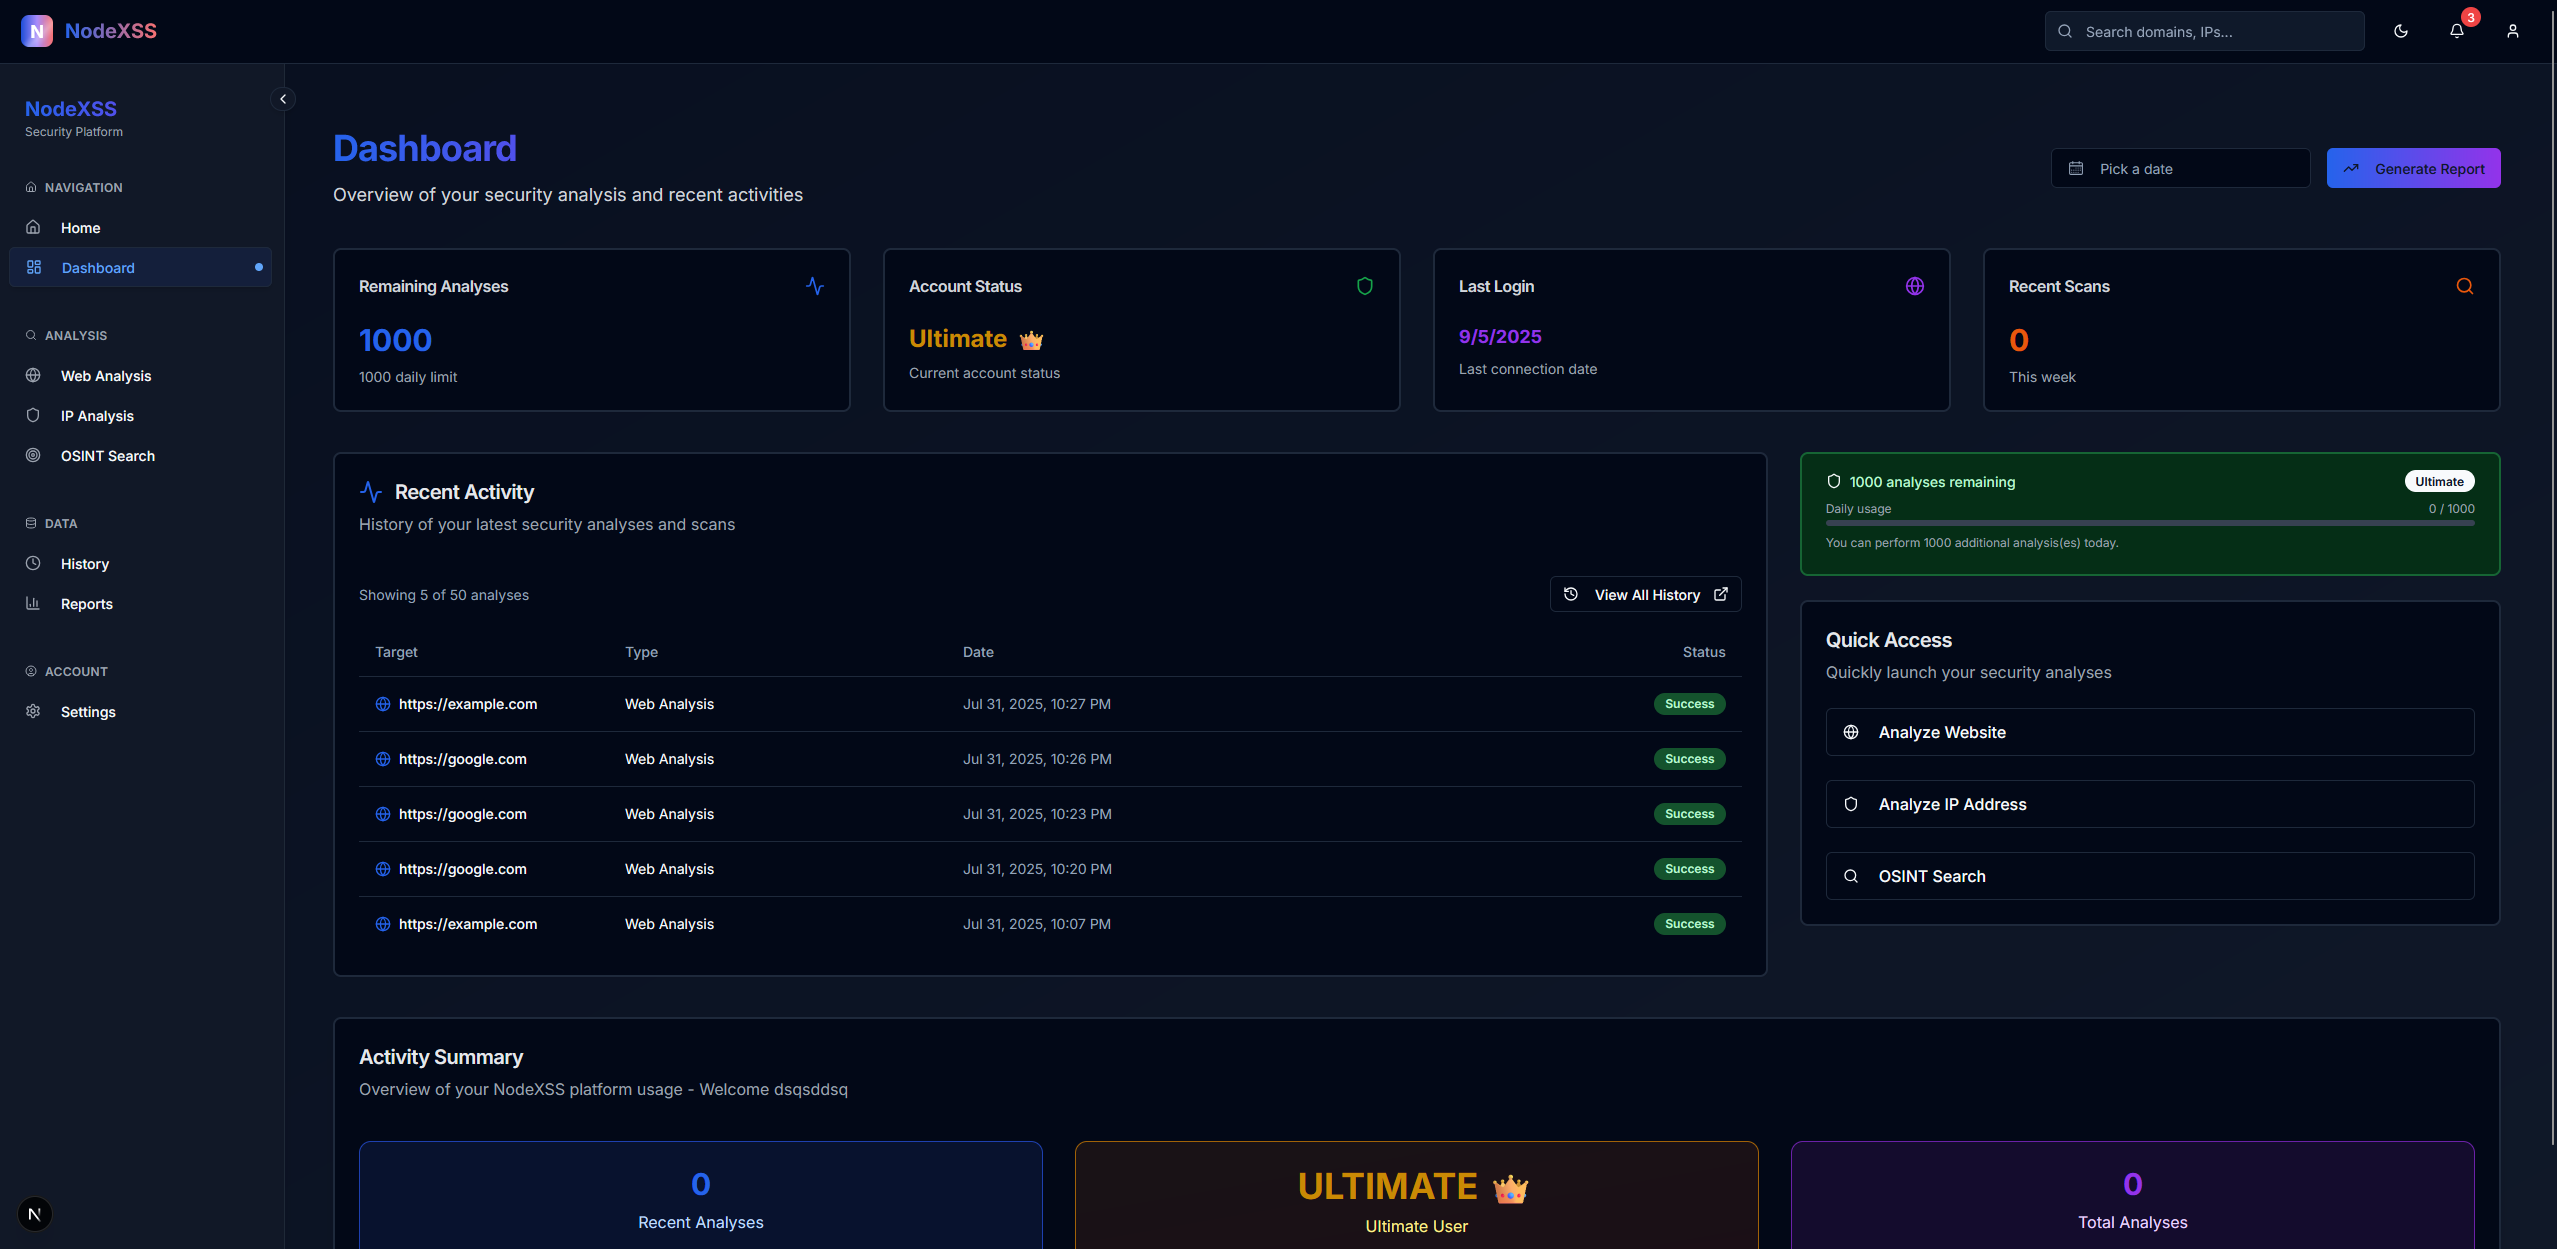 N NodeXSS
Search domains, IPs...
3
NodeXSS
Security Platform
NAVIGATION
Home
Dashboard
ANALYSIS
Web Analysis
IP Analysis
OSINT Search
DATA
History
Reports
ACCOUNT
Settings
N
Dashboard
Overview of your security analysis and recent activities
Pick a date
Generate Report
Remaining Analyses
1000
1000 daily limit
Account Status
Ultimate
Current account status
Last Login
9/5/2025
Last connection date
Recent Scans
0
This week
Recent Activity
History of your latest security analyses and scans
Showing 5 of 50 analyses
View All History
Target Type Date Status
https://example.com Web Analysis Jul 31, 2025, 10:27 PM Success
https://google.com Web Analysis Jul 31, 2025, 10:26 PM Success
https://google.com Web Analysis Jul 31, 2025, 10:23 PM Success
https://google.com Web Analysis Jul 31, 2025, 10:20 PM Success
https://example.com Web Analysis Jul 31, 2025, 10:07 PM Success
1000 analyses remaining
Ultimate
Daily usage 0 / 1000
You can perform 1000 additional analysis(es) today.
Quick Access
Quickly launch your security analyses
Analyze Website
Analyze IP Address
OSINT Search
Activity Summary
Overview of your NodeXSS platform usage - Welcome dsqsddsq
0
Recent Analyses
ULTIMATE
Ultimate User
0
Total Analyses